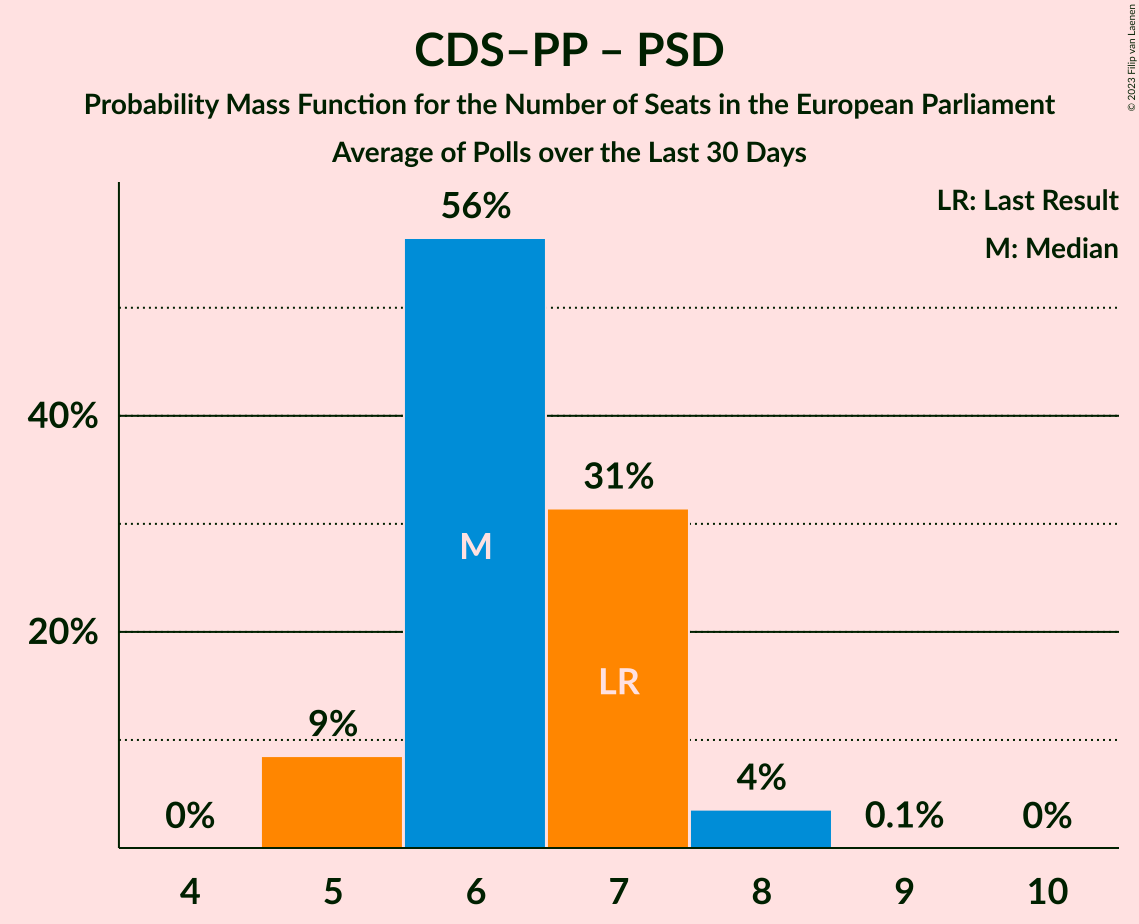 CDS–PP – PSD
Probability Mass Function for the Number of Seats in the European Parliament
Average of Polls over the Last 30 Days
© 2023 Filip van Laenen
LR: Last Result
M: Median
56%
40%
31%
M
20%
LR
9%
4%
0%
0.1%
0%
4 5 6 7 8 9 10